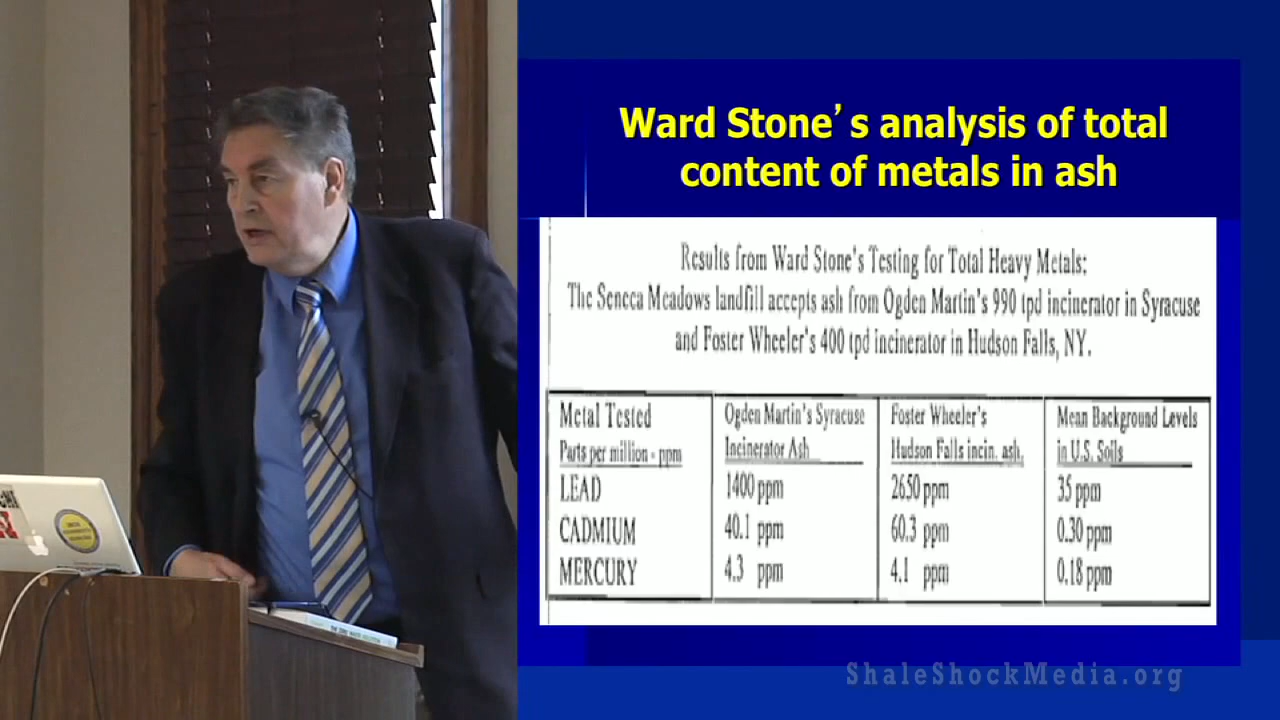 Ward Stone’s analysis of total
content of metals in ash
Results from Ward Stone's Testing for Total Heavy Metals:
The Seneca Meadows landfill accepts ash from Ogden Martin's 990 tpd incinerator in Syracuse
and Foster Wheeler's 400 tpd incinerator in Hudson Falls, NY.
Metal Tested
Parts per million - ppm
Ogden Martin's Syracuse
Incinerator Ash
Foster Wheeler's
Hudson Falls incin. ash.
Mean Background Levels
in U.S. Soils
LEAD 1400 ppm 2650 ppm 35 ppm
CADMIUM 40.1 ppm 60.3 ppm 0.30 ppm
MERCURY 4.3 ppm 4.1 ppm 0.18 ppm
ShaleShockMedia.org